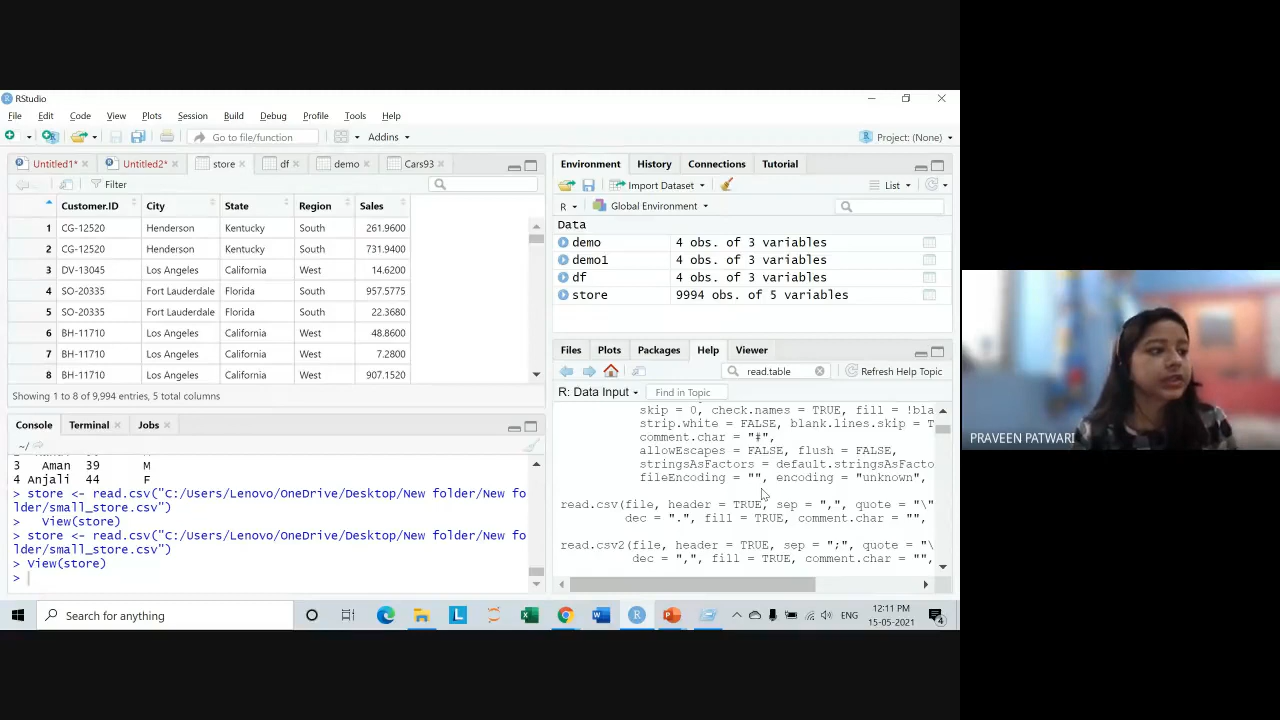 RStudio
File Edit Code View Plots Session Build Debug Profile Tools Help
Go to file/function Addins Project: (None)
Untitled1* Untitled2* store df demo Cars93
Filter
Customer.ID City State Region Sales
1 CG-12520 Henderson Kentucky South 261.9600
2 CG-12520 Henderson Kentucky South 731.9400
3 DV-13045 Los Angeles California West 14.6200
4 SO-20335 Fort Lauderdale Florida South 957.5775
5 SO-20335 Fort Lauderdale Florida South 22.3680
6 BH-11710 Los Angeles California West 48.8600
7 BH-11710 Los Angeles California West 7.2800
8 BH-11710 Los Angeles California West 907.1520
Showing 1 to 8 of 9,994 entries, 5 total columns
Console Terminal Jobs
~/
3 Aman 39 M
4 Anjali 44 F
> store <- read.csv("C:/Users/Lenovo/OneDrive/Desktop/New folder/New fo
lder/small_store.csv")
> View(store)
> store <- read.csv("C:/Users/Lenovo/OneDrive/Desktop/New folder/New fo
lder/small_store.csv")
> View(store)
>
Environment History Connections Tutorial
Import Dataset List
R Global Environment
Data
demo 4 obs. of 3 variables
demo1 4 obs. of 3 variables
df 4 obs. of 3 variables
store 9994 obs. of 5 variables
Files Plots Packages Help Viewer
read.table Refresh Help Topic
R: Data Input Find in Topic
skip = 0, check.names = TRUE, fill = !bla
strip.white = FALSE, blank.lines.skip = T
comment.char = "#",
allowEscapes = FALSE, flush = FALSE,
stringsAsFactors = default.stringsAsFacto
fileEncoding = "", encoding = "unknown",
read.csv(file, header = TRUE, sep = ",", quote = "\"
dec = ".", fill = TRUE, comment.char = "",
read.csv2(file, header = TRUE, sep = ";", quote = "\
dec = ",", fill = TRUE, comment.char = "",
PRAVEEN PATWARI
Search for anything
ENG
12:11 PM
15-05-2021
4